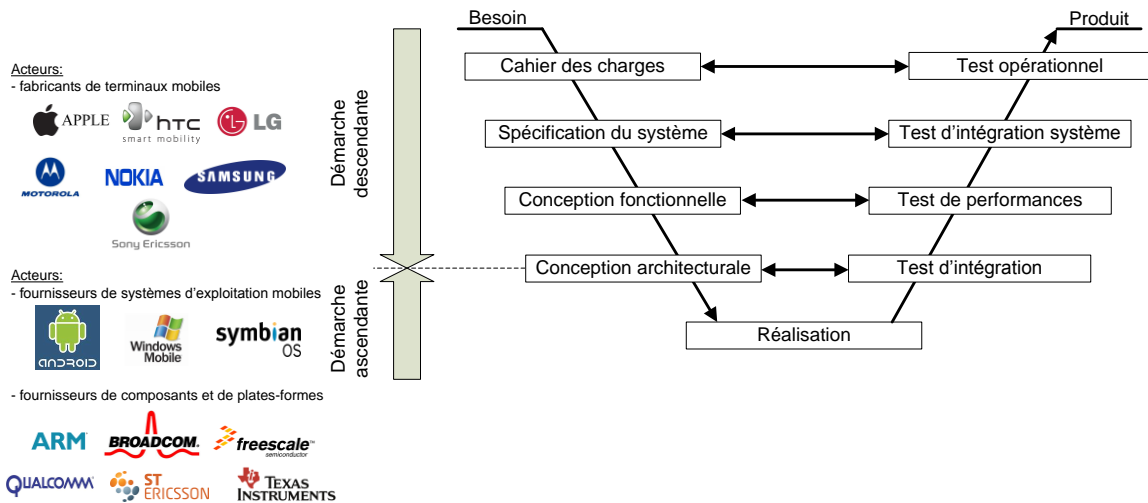 Besoin
Produit
Cahier des charges
Test opérationnel
Spécification du système
Test d'intégration système
Conception fonctionnelle
Test de performances
Conception architecturale
Test d'intégration
Réalisation
Démarche
descendante
Démarche
ascendante
Acteurs:
- fabricants de terminaux mobiles
APPLE
hTC
smart mobility
LG
MOTOROLA
NOKIA
SAMSUNG
Sony Ericsson
Acteurs:
- fournisseurs de systèmes d'exploitation mobiles
ANDROID
Windows
Mobile
symbian
OS
- fournisseurs de composants et de plates-formes
ARM
BROADCOM.
freescale™
semiconductor
QUALCOMM
ST
ERICSSON
TEXAS
INSTRUMENTS